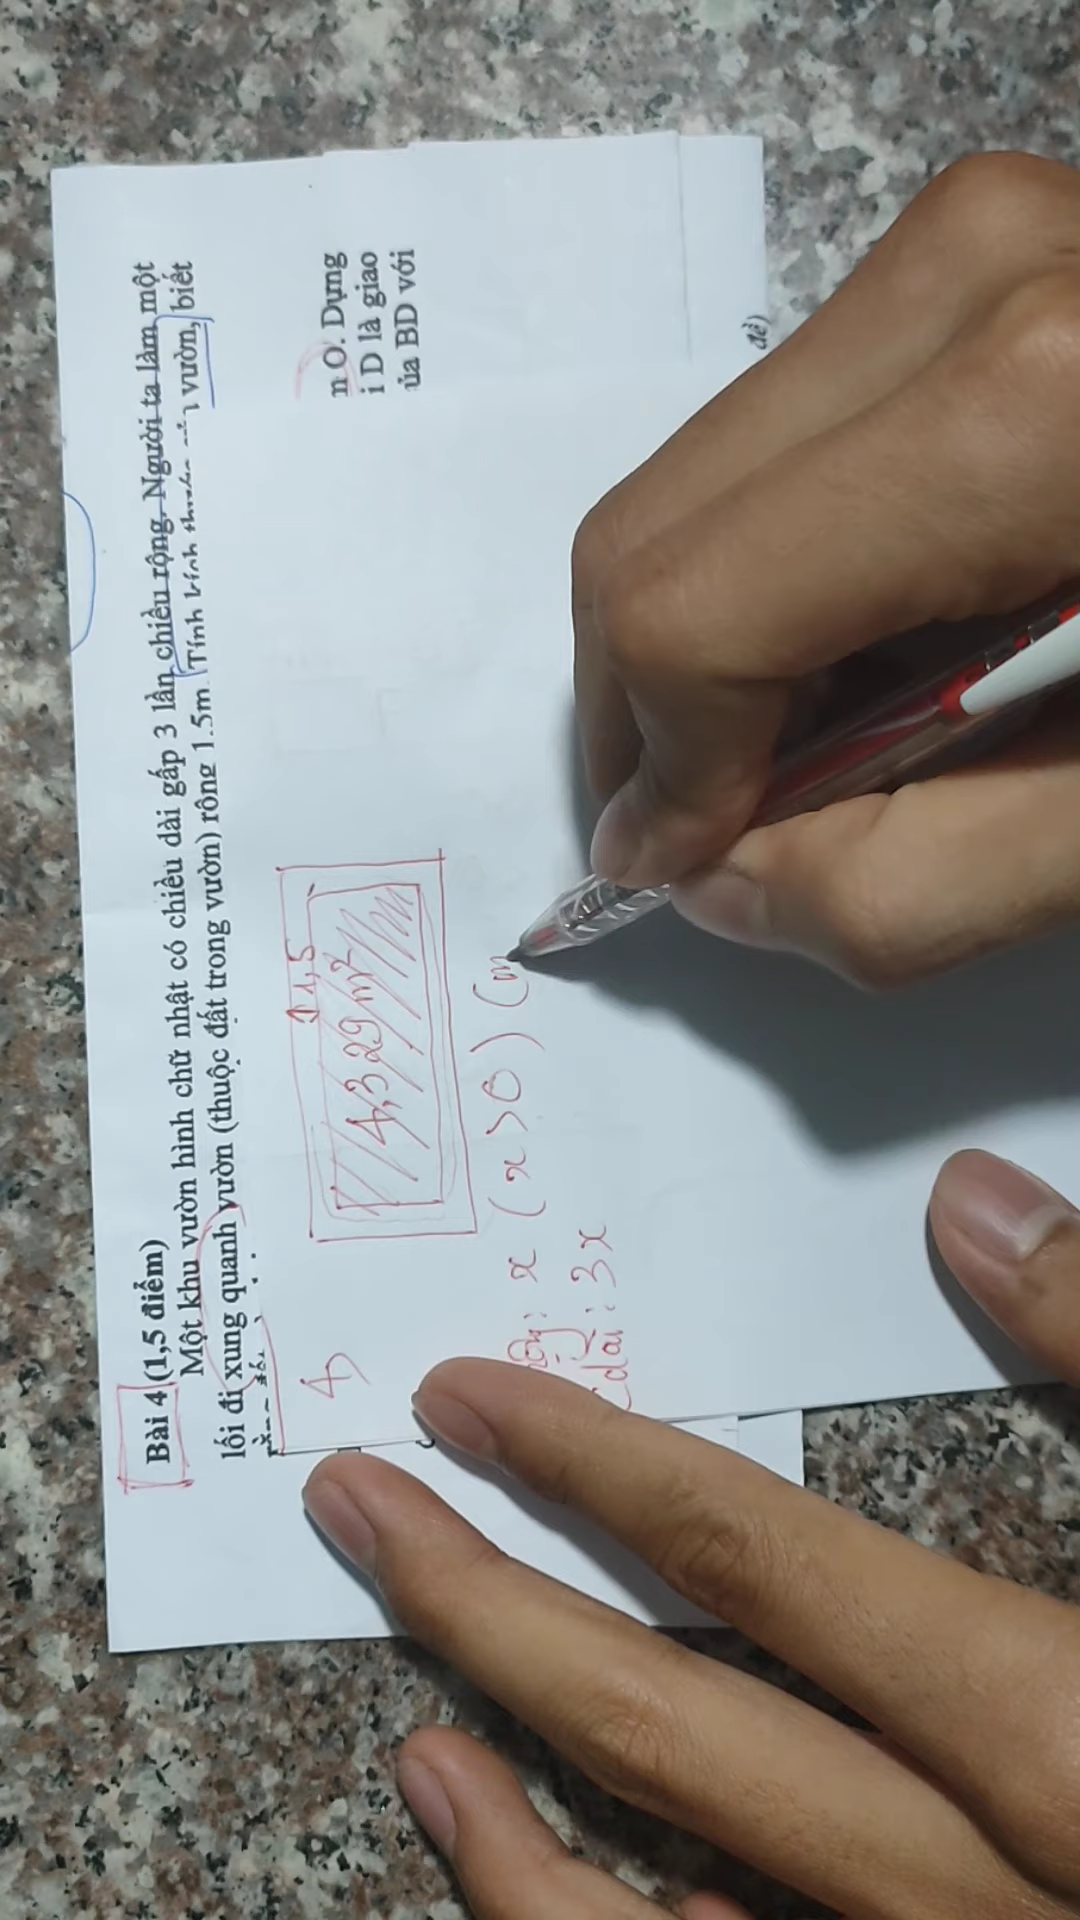 Bài 4 (1,5 điểm)
Một khu vườn hình chữ nhật có chiều dài gấp 3 lần chiều rộng. Người ta làm một
lối đi xung quanh vườn (thuộc đất trong vườn) rộng 1.5m. Tính vườn, biết
1,5
4329 m²
n O. Dựng
i D là giao
ủa BD với
x (x > 0) (m
dài : 3x
đề)